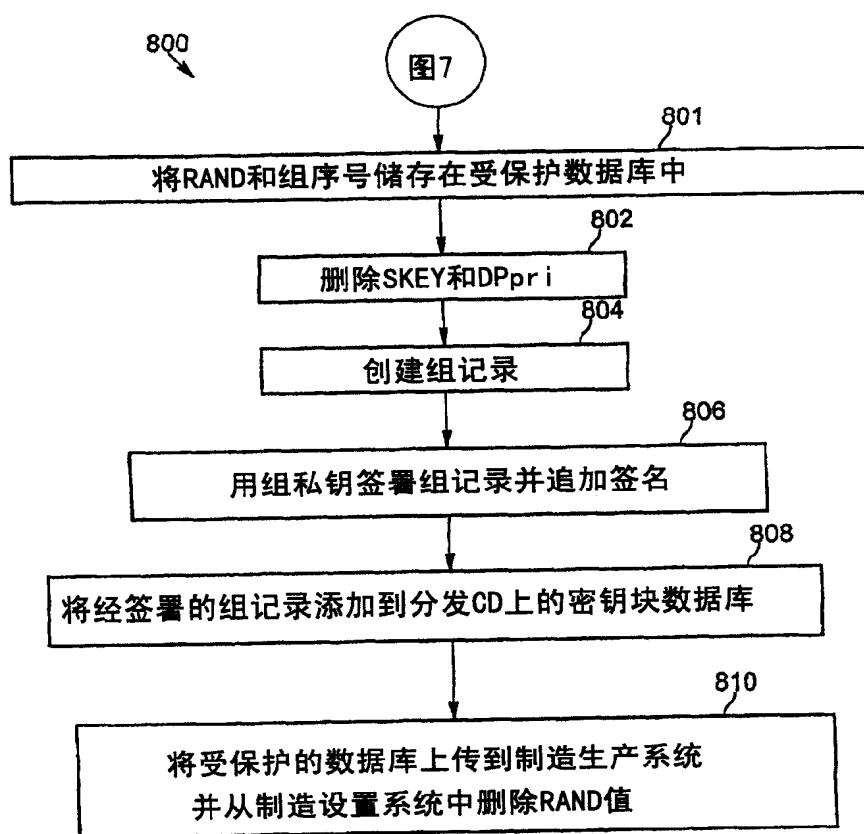 800
图7
801
将RAND和组序号储存在受保护数据库中
802
删除SKEY和DPpri
804
创建组记录
806
用组私钥签署组记录并追加签名
808
将经签署的组记录添加到分发CD上的密钥块数据库
810
将受保护的数据库上传到制造生产系统
并从制造设置系统中删除RAND值